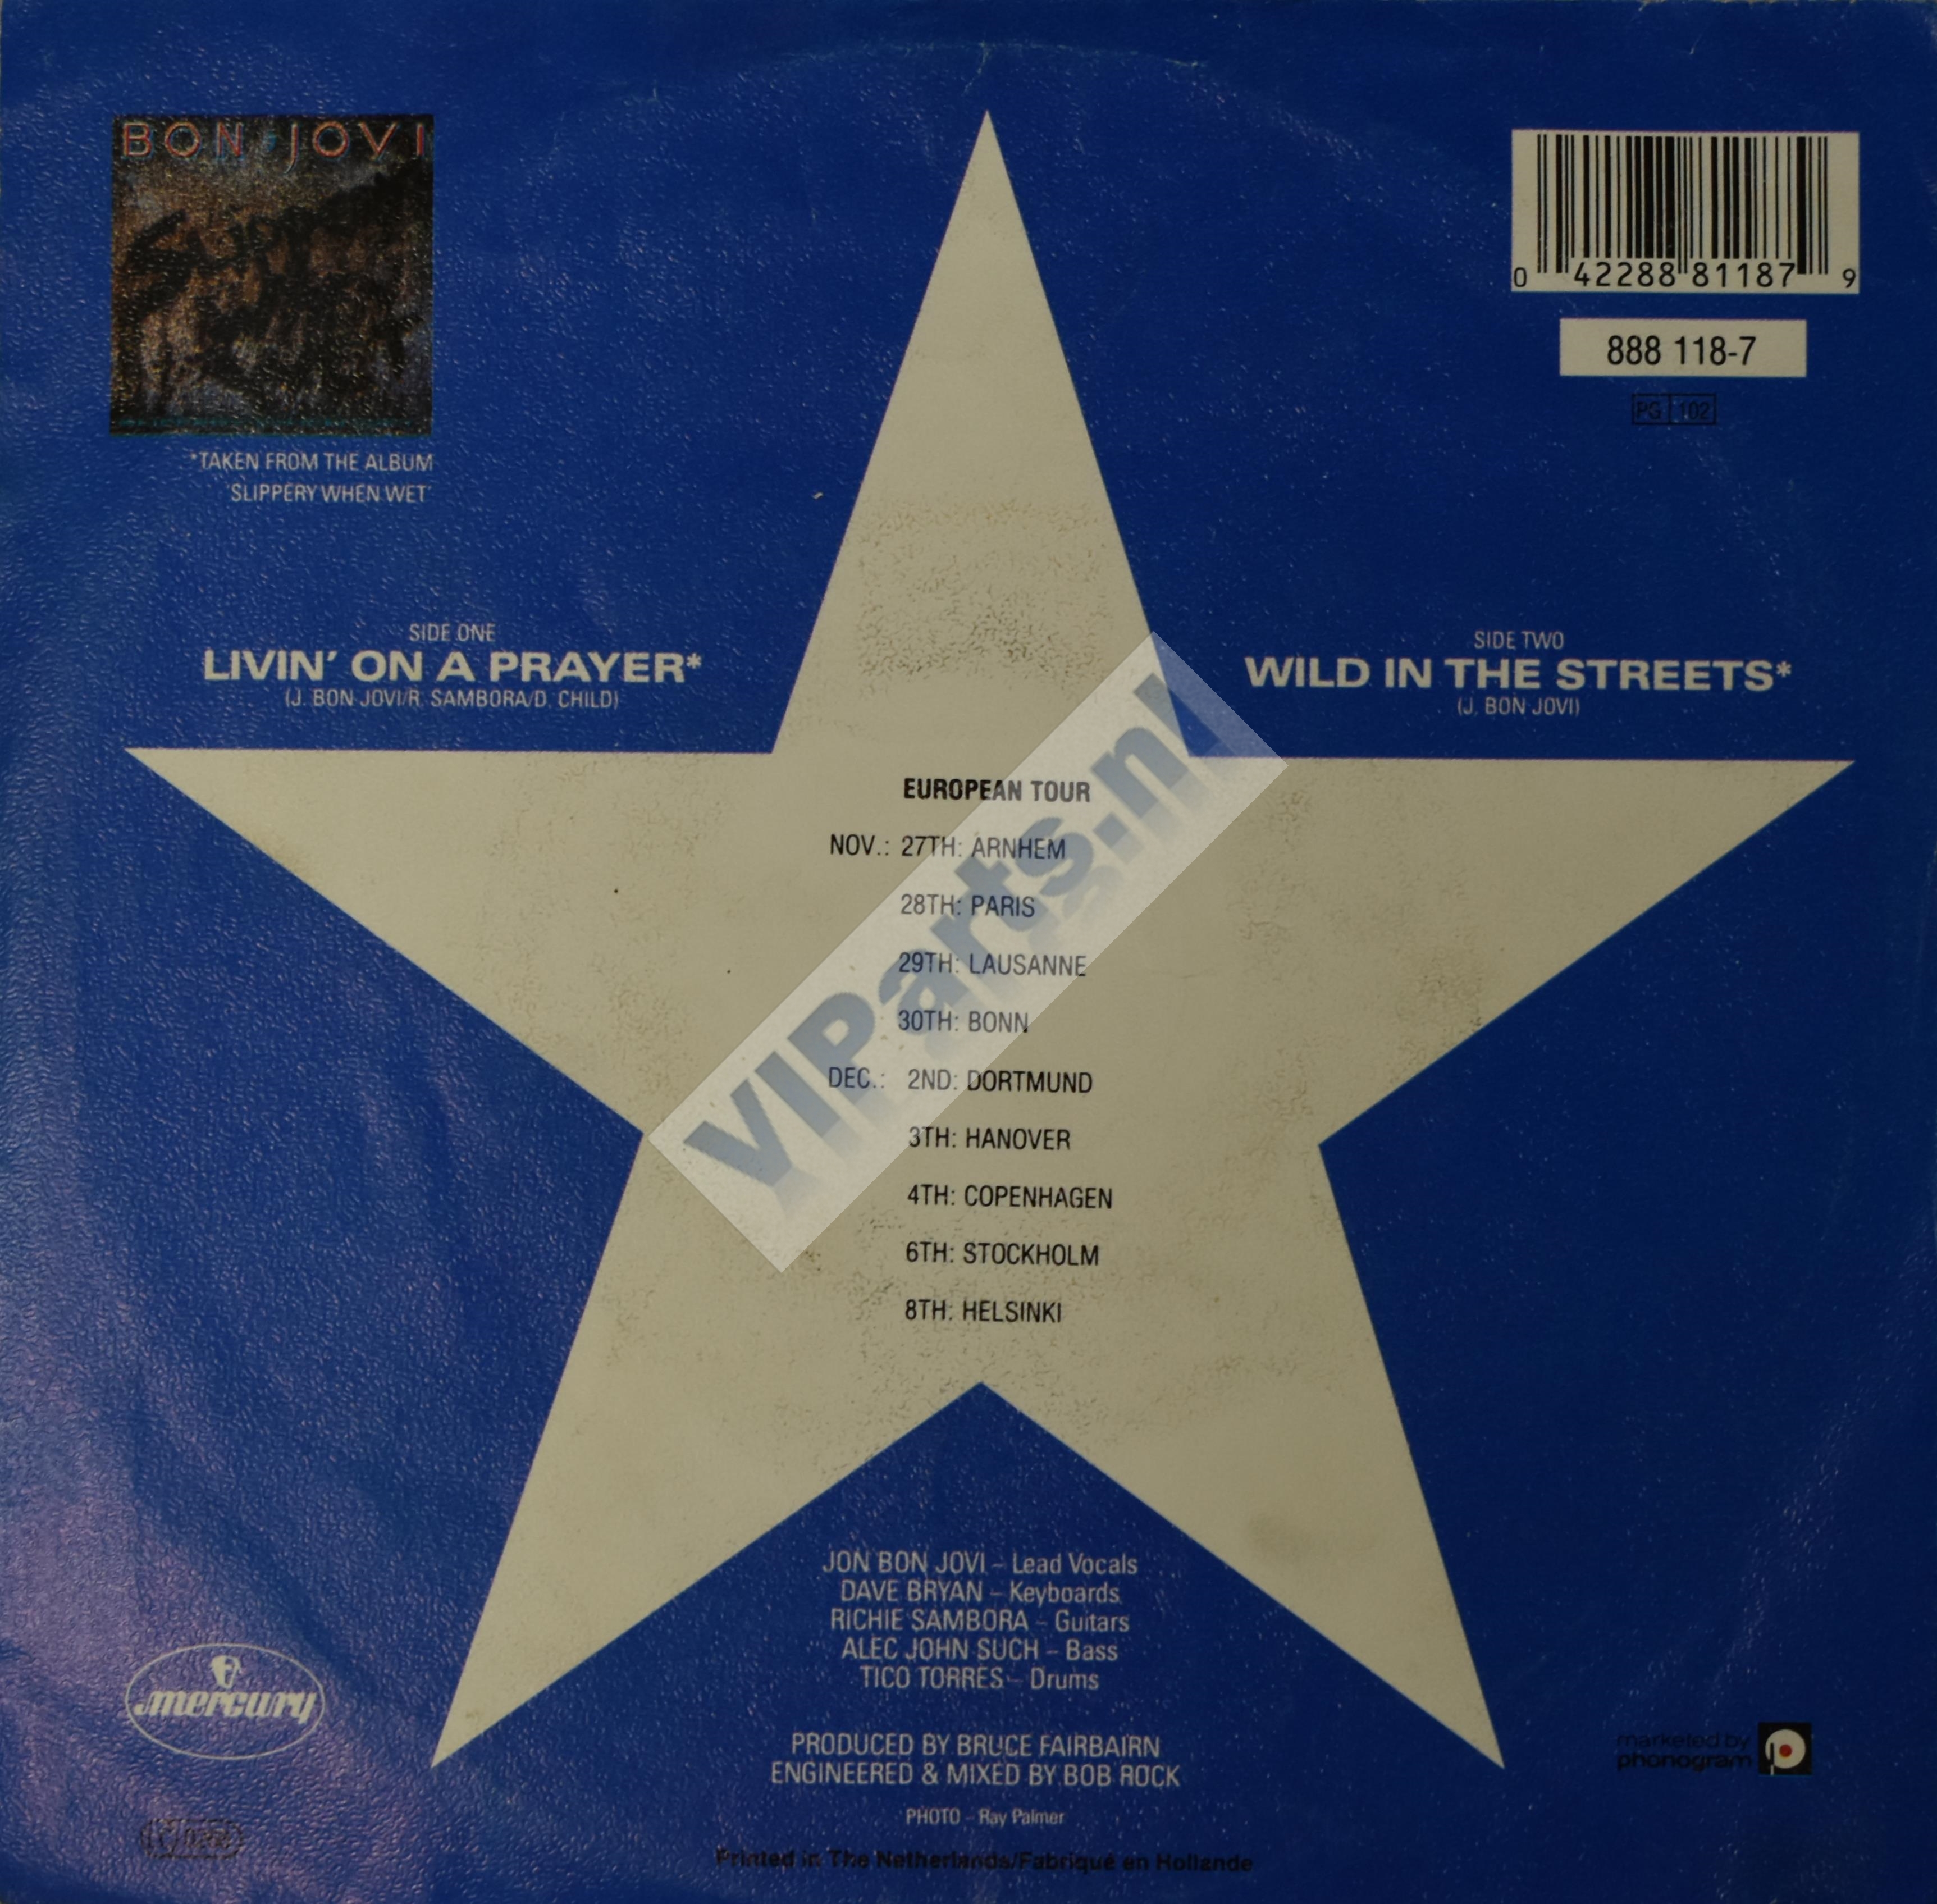 BON JOVI
*TAKEN FROM THE ALBUM
'SLIPPERY WHEN WET'
0 42288 81187 9
888 118-7
PG 102
SIDE ONE
LIVIN' ON A PRAYER*
(J. BON JOVI/R. SAMBORA/D. CHILD)
SIDE TWO
WILD IN THE STREETS*
(J. BON JOVI)
EUROPEAN TOUR
NOV.: 27TH: ARNHEM
28TH: PARIS
29TH: LAUSANNE
30TH: BONN
DEC.: 2ND: DORTMUND
3TH: HANOVER
4TH: COPENHAGEN
6TH: STOCKHOLM
8TH: HELSINKI
VIParts.nl
JON BON JOVI – Lead Vocals
DAVE BRYAN – Keyboards
RICHIE SAMBORA – Guitars
ALEC JOHN SUCH – Bass
TICO TORRES – Drums
PRODUCED BY BRUCE FAIRBAIRN
ENGINEERED & MIXED BY BOB ROCK
PHOTO – Ray Palmer
Printed in The Netherlands/Fabriqué en Hollande
mercury
marketed by
phonogram